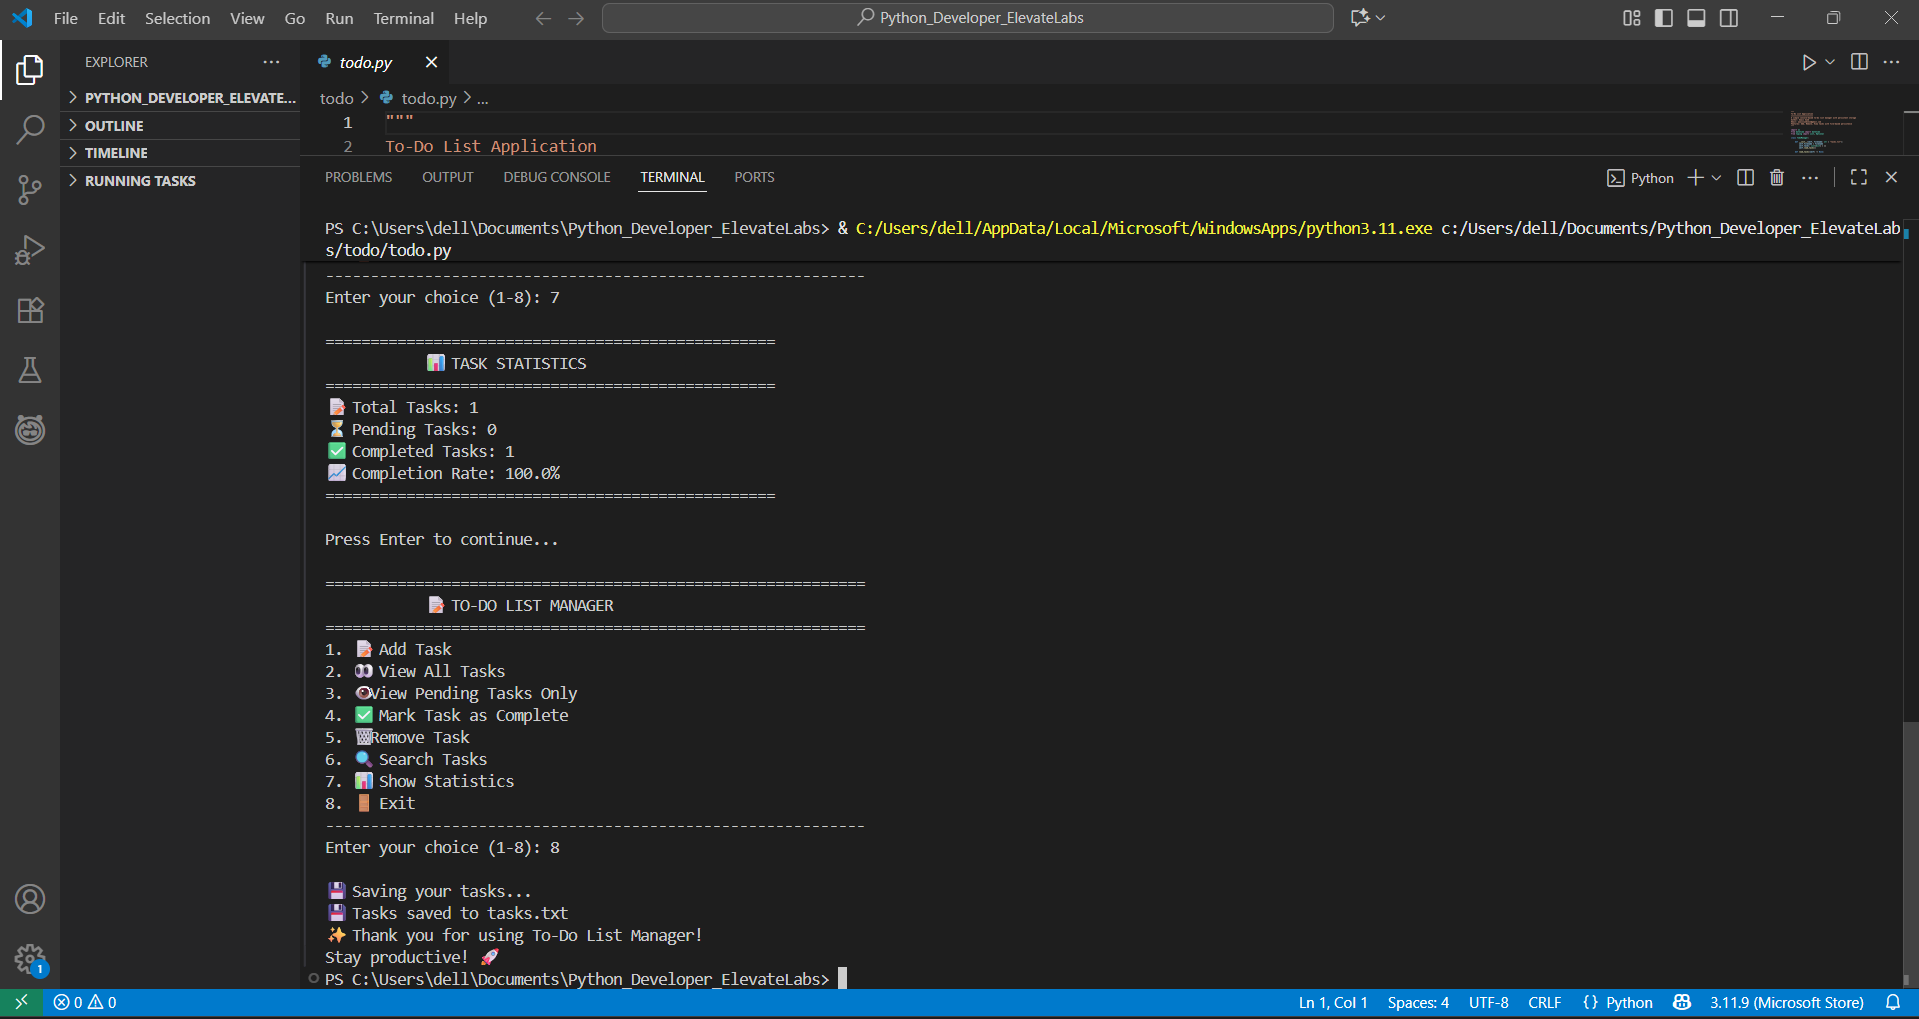 File Edit Selection View Go Run Terminal Help
Python_Developer_ElevateLabs
EXPLORER
PYTHON_DEVELOPER_ELEVATE...
OUTLINE
TIMELINE
RUNNING TASKS
todo.py
todo > todo.py > ...
1 """
2 To-Do List Application
PROBLEMS OUTPUT DEBUG CONSOLE TERMINAL PORTS
Python
PS C:\Users\dell\Documents\Python_Developer_ElevateLabs> & C:/Users/dell/AppData/Local/Microsoft/WindowsApps/python3.11.exe c:/Users/dell/Documents/Python_Developer_ElevateLab
s/todo/todo.py
------------------------------------------------------------
Enter your choice (1-8): 7
==================================================
📊 TASK STATISTICS
==================================================
📝 Total Tasks: 1
⏳ Pending Tasks: 0
✅ Completed Tasks: 1
📈 Completion Rate: 100.0%
==================================================
Press Enter to continue...
============================================================
📝 TO-DO LIST MANAGER
============================================================
1. 📝 Add Task
2. 👀 View All Tasks
3. 👁View Pending Tasks Only
4. ✅ Mark Task as Complete
5. 🗑Remove Task
6. 🔍 Search Tasks
7. 📊 Show Statistics
8. 🚪 Exit
------------------------------------------------------------
Enter your choice (1-8): 8
💾 Saving your tasks...
💾 Tasks saved to tasks.txt
✨ Thank you for using To-Do List Manager!
Stay productive! 🚀
PS C:\Users\dell\Documents\Python_Developer_ElevateLabs>
1
0 0
Ln 1, Col 1 Spaces: 4 UTF-8 CRLF {} Python 3.11.9 (Microsoft Store)